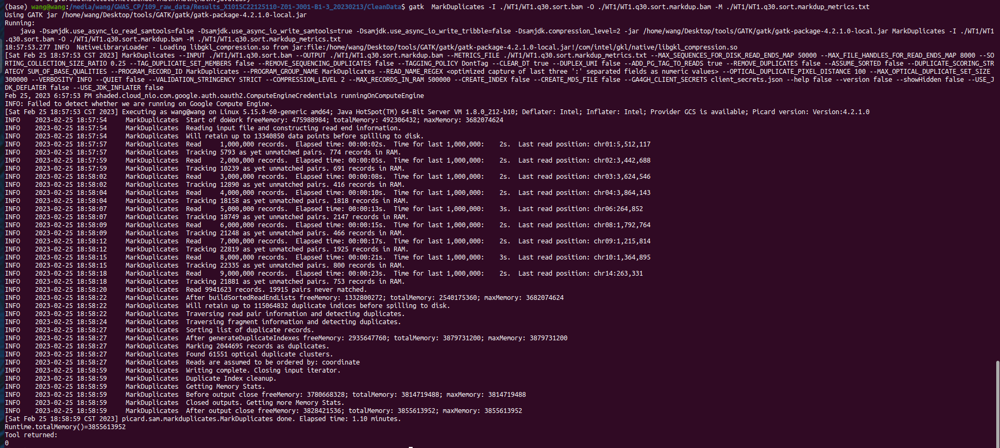 (base) wang@wang:/media/wang/GWAS_CP/109_raw_data/Results_X101SC22125110-Z01-J001-B1-3_20230213/CleanData$ gatk  MarkDuplicates -I ./WT1/WT1.q30.sort.bam -O ./WT1/WT1.q30.sort.markdup.bam -M ./WT1/WT1.q30.sort.markdup_metrics.txt
Using GATK jar /home/wang/Desktop/tools/GATK/gatk/gatk-package-4.2.1.0-local.jar
Running:
    java -Dsamjdk.use_async_io_read_samtools=false -Dsamjdk.use_async_io_write_samtools=true -Dsamjdk.use_async_io_write_tribble=false -Dsamjdk.compression_level=2 -jar /home/wang/Desktop/tools/GATK/gatk/gatk-package-4.2.1.0-local.jar MarkDuplicates -I ./WT1/WT1
.q30.sort.bam -O ./WT1/WT1.q30.sort.markdup.bam -M ./WT1/WT1.q30.sort.markdup_metrics.txt
18:57:53.277 INFO  NativeLibraryLoader - Loading libgkl_compression.so from jar:file:/home/wang/Desktop/tools/GATK/gatk/gatk-package-4.2.1.0-local.jar!/com/intel/gkl/native/libgkl_compression.so
[Sat Feb 25 18:57:53 CST 2023] MarkDuplicates --INPUT ./WT1/WT1.q30.sort.bam --OUTPUT ./WT1/WT1.q30.sort.markdup.bam --METRICS_FILE ./WT1/WT1.q30.sort.markdup_metrics.txt --MAX_SEQUENCES_FOR_DISK_READ_ENDS_MAP 50000 --MAX_FILE_HANDLES_FOR_READ_ENDS_MAP 8000 --SO
RTING_COLLECTION_SIZE_RATIO 0.25 --TAG_DUPLICATE_SET_MEMBERS false --REMOVE_SEQUENCING_DUPLICATES false --TAGGING_POLICY DontTag --CLEAR_DT true --DUPLEX_UMI false --ADD_PG_TAG_TO_READS true --REMOVE_DUPLICATES false --ASSUME_SORTED false --DUPLICATE_SCORING_STR
ATEGY SUM_OF_BASE_QUALITIES --PROGRAM_RECORD_ID MarkDuplicates --PROGRAM_GROUP_NAME MarkDuplicates --READ_NAME_REGEX <optimized capture of last three ':' separated fields as numeric values> --OPTICAL_DUPLICATE_PIXEL_DISTANCE 100 --MAX_OPTICAL_DUPLICATE_SET_SIZE
300000 --VERBOSITY INFO --QUIET false --VALIDATION_STRINGENCY STRICT --COMPRESSION_LEVEL 2 --MAX_RECORDS_IN_RAM 500000 --CREATE_INDEX false --CREATE_MD5_FILE false --GA4GH_CLIENT_SECRETS client_secrets.json --help false --version false --showHidden false --USE_J
DK_DEFLATER false --USE_JDK_INFLATER false
Feb 25, 2023 6:57:53 PM shaded.cloud_nio.com.google.auth.oauth2.ComputeEngineCredentials runningOnComputeEngine
INFO: Failed to detect whether we are running on Google Compute Engine.
[Sat Feb 25 18:57:53 CST 2023] Executing as wang@wang on Linux 5.15.0-60-generic amd64; Java HotSpot(TM) 64-Bit Server VM 1.8.0_212-b10; Deflater: Intel; Inflater: Intel; Provider GCS is available; Picard version: Version:4.2.1.0
INFO    2023-02-25 18:57:54     MarkDuplicates  Start of doWork freeMemory: 475988984; totalMemory: 492306432; maxMemory: 3682074624
INFO    2023-02-25 18:57:54     MarkDuplicates  Reading input file and constructing read end information.
INFO    2023-02-25 18:57:54     MarkDuplicates  Will retain up to 13340850 data points before spilling to disk.
INFO    2023-02-25 18:57:57     MarkDuplicates  Read     1,000,000 records.  Elapsed time: 00:00:02s.  Time for last 1,000,000:    2s.  Last read position: chr01:5,512,117
INFO    2023-02-25 18:57:57     MarkDuplicates  Tracking 5793 as yet unmatched pairs. 774 records in RAM.
INFO    2023-02-25 18:57:59     MarkDuplicates  Read     2,000,000 records.  Elapsed time: 00:00:05s.  Time for last 1,000,000:    2s.  Last read position: chr02:3,442,688
INFO    2023-02-25 18:57:59     MarkDuplicates  Tracking 10239 as yet unmatched pairs. 691 records in RAM.
INFO    2023-02-25 18:58:02     MarkDuplicates  Read     3,000,000 records.  Elapsed time: 00:00:08s.  Time for last 1,000,000:    2s.  Last read position: chr03:3,624,546
INFO    2023-02-25 18:58:02     MarkDuplicates  Tracking 12890 as yet unmatched pairs. 416 records in RAM.
INFO    2023-02-25 18:58:04     MarkDuplicates  Read     4,000,000 records.  Elapsed time: 00:00:10s.  Time for last 1,000,000:    2s.  Last read position: chr04:3,864,143
INFO    2023-02-25 18:58:04     MarkDuplicates  Tracking 18158 as yet unmatched pairs. 1818 records in RAM.
INFO    2023-02-25 18:58:07     MarkDuplicates  Read     5,000,000 records.  Elapsed time: 00:00:13s.  Time for last 1,000,000:    3s.  Last read position: chr06:264,852
INFO    2023-02-25 18:58:07     MarkDuplicates  Tracking 18749 as yet unmatched pairs. 2147 records in RAM.
INFO    2023-02-25 18:58:09     MarkDuplicates  Read     6,000,000 records.  Elapsed time: 00:00:15s.  Time for last 1,000,000:    2s.  Last read position: chr08:1,792,764
INFO    2023-02-25 18:58:09     MarkDuplicates  Tracking 21248 as yet unmatched pairs. 466 records in RAM.
INFO    2023-02-25 18:58:12     MarkDuplicates  Read     7,000,000 records.  Elapsed time: 00:00:17s.  Time for last 1,000,000:    2s.  Last read position: chr09:1,215,814
INFO    2023-02-25 18:58:12     MarkDuplicates  Tracking 22819 as yet unmatched pairs. 1925 records in RAM.
INFO    2023-02-25 18:58:15     MarkDuplicates  Read     8,000,000 records.  Elapsed time: 00:00:21s.  Time for last 1,000,000:    3s.  Last read position: chr10:1,364,895
INFO    2023-02-25 18:58:15     MarkDuplicates  Tracking 22335 as yet unmatched pairs. 800 records in RAM.
INFO    2023-02-25 18:58:18     MarkDuplicates  Read     9,000,000 records.  Elapsed time: 00:00:23s.  Time for last 1,000,000:    2s.  Last read position: chr14:263,331
INFO    2023-02-25 18:58:18     MarkDuplicates  Tracking 21881 as yet unmatched pairs. 753 records in RAM.
INFO    2023-02-25 18:58:20     MarkDuplicates  Read 9941623 records. 19915 pairs never matched.
INFO    2023-02-25 18:58:22     MarkDuplicates  After buildSortedReadEndLists freeMemory: 1332800272; totalMemory: 2540175360; maxMemory: 3682074624
INFO    2023-02-25 18:58:22     MarkDuplicates  Will retain up to 115064832 duplicate indices before spilling to disk.
INFO    2023-02-25 18:58:22     MarkDuplicates  Traversing read pair information and detecting duplicates.
INFO    2023-02-25 18:58:24     MarkDuplicates  Traversing fragment information and detecting duplicates.
INFO    2023-02-25 18:58:27     MarkDuplicates  Sorting list of duplicate records.
INFO    2023-02-25 18:58:27     MarkDuplicates  After generateDuplicateIndexes freeMemory: 2935647760; totalMemory: 3879731200; maxMemory: 3879731200
INFO    2023-02-25 18:58:27     MarkDuplicates  Marking 2044695 records as duplicates.
INFO    2023-02-25 18:58:27     MarkDuplicates  Found 61551 optical duplicate clusters.
INFO    2023-02-25 18:58:27     MarkDuplicates  Reads are assumed to be ordered by: coordinate
INFO    2023-02-25 18:58:59     MarkDuplicates  Writing complete. Closing input iterator.
INFO    2023-02-25 18:58:59     MarkDuplicates  Duplicate Index cleanup.
INFO    2023-02-25 18:58:59     MarkDuplicates  Getting Memory Stats.
INFO    2023-02-25 18:58:59     MarkDuplicates  Before output close freeMemory: 3780668328; totalMemory: 3814719488; maxMemory: 3814719488
INFO    2023-02-25 18:58:59     MarkDuplicates  Closed outputs. Getting more Memory Stats.
INFO    2023-02-25 18:58:59     MarkDuplicates  After output close freeMemory: 3828421536; totalMemory: 3855613952; maxMemory: 3855613952
[Sat Feb 25 18:58:59 CST 2023] picard.sam.markduplicates.MarkDuplicates done. Elapsed time: 1.10 minutes.
Runtime.totalMemory()=3855613952
Tool returned:
0